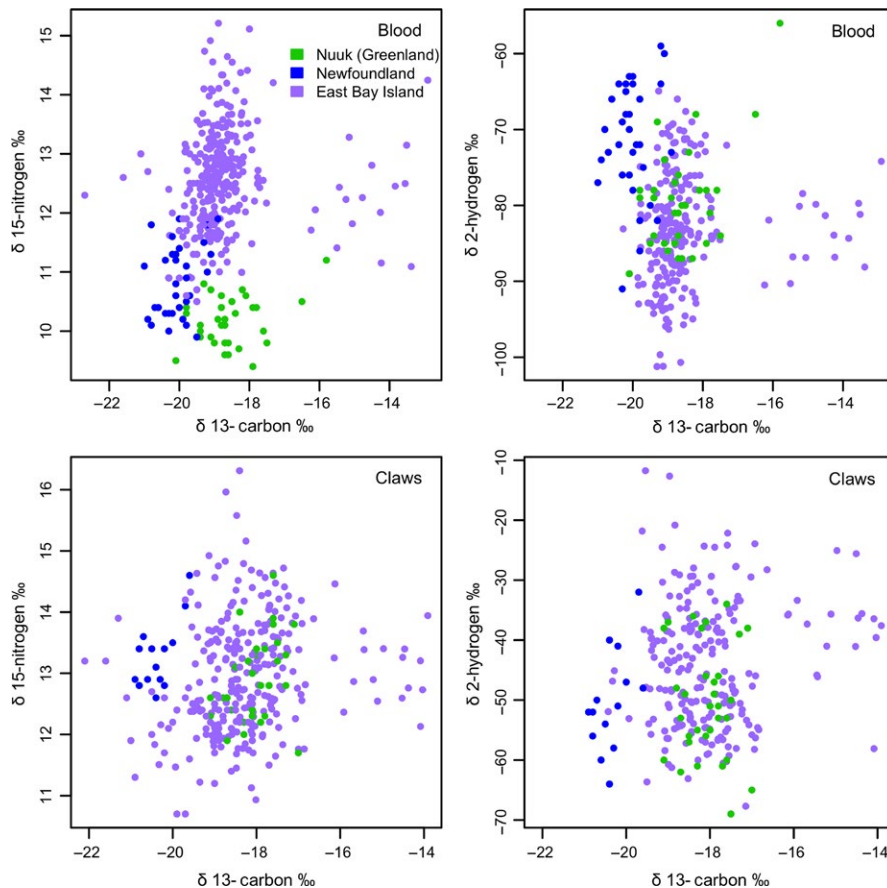 Blood
Nuuk (Greenland)
Newfoundland
East Bay Island
15
14
13
12
11
10
δ 15-nitrogen ‰
−22 −20 −18 −16 −14
δ 13- carbon ‰
Blood
−60
−70
−80
−90
−100
δ 2-hydrogen ‰
−22 −20 −18 −16 −14
δ 13- carbon ‰
Claws
16
15
14
13
12
11
δ 15-nitrogen ‰
−22 −20 −18 −16 −14
δ 13- carbon ‰
Claws
−10
−20
−30
−40
−50
−60
−70
δ 2-hydrogen ‰
−22 −20 −18 −16 −14
δ 13- carbon ‰